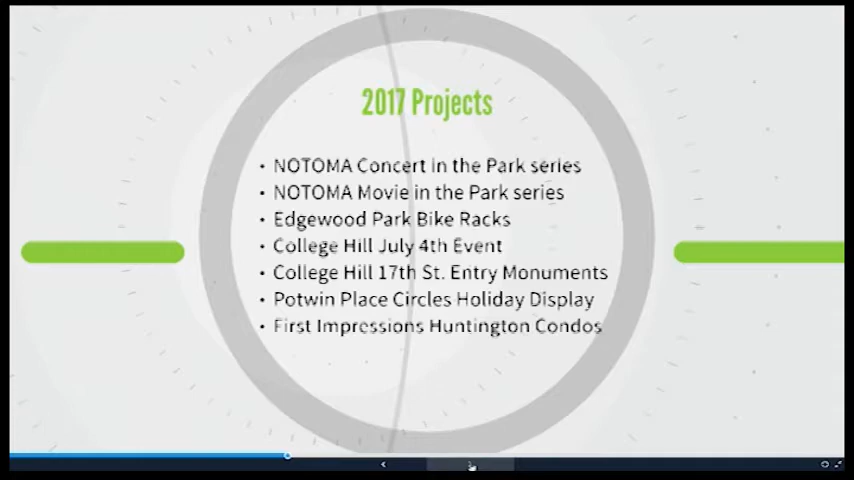 2017 Projects
• NOTOMA Concert in the Park series
• NOTOMA Movie in the Park series
• Edgewood Park Bike Racks
• College Hill July 4th Event
• College Hill 17th St. Entry Monuments
• Potwin Place Circles Holiday Display
• First Impressions Huntington Condos